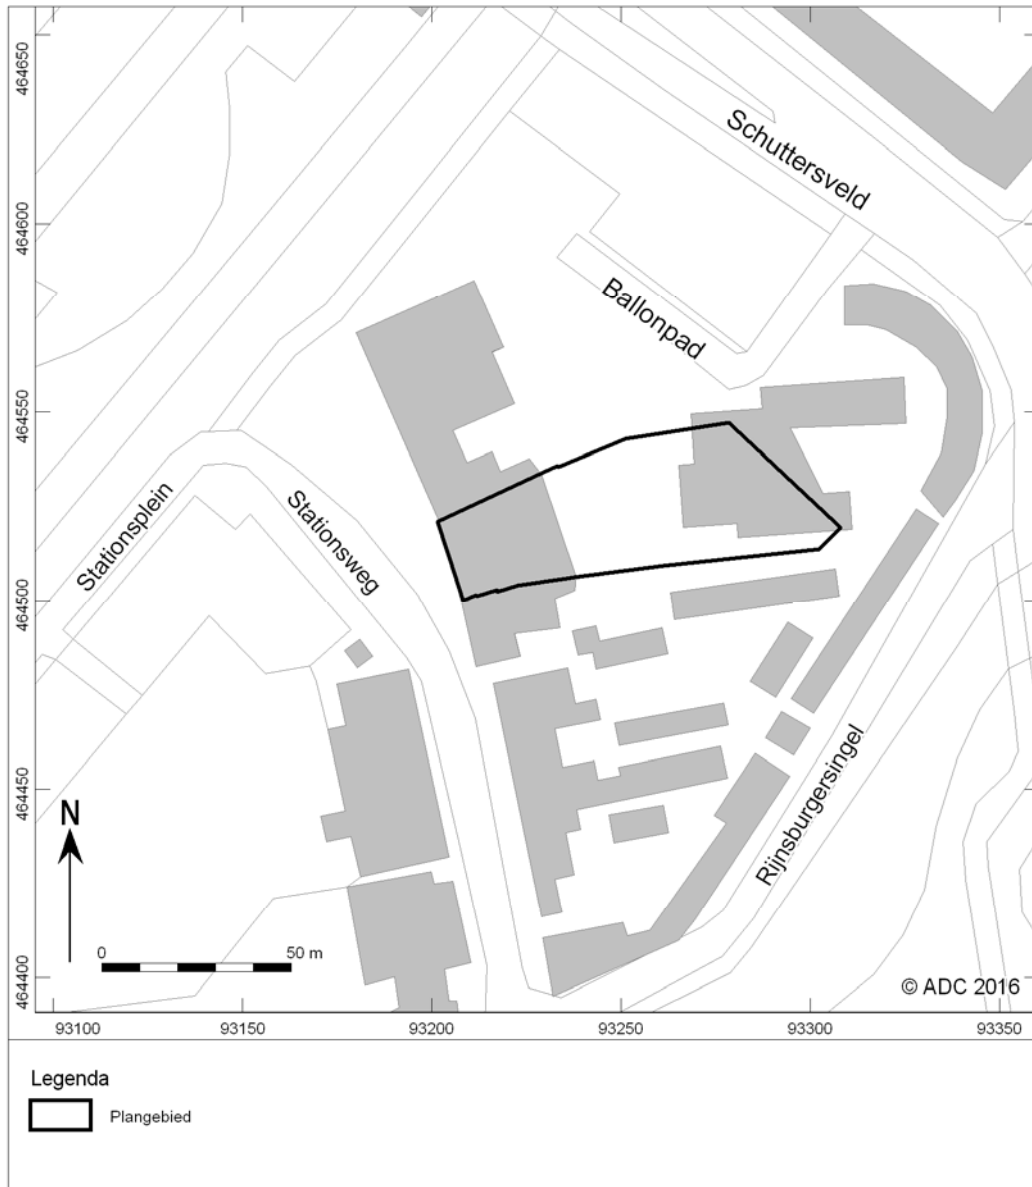 464650
Schuttersveld
464600
Ballonpad
464550
Stationsplein
Stationsweg
464500
Rijnsburgersingel
464450
N
0 50 m
464400
© ADC 2016
93100 93150 93200 93250 93300 93350
Legenda
Plangebied